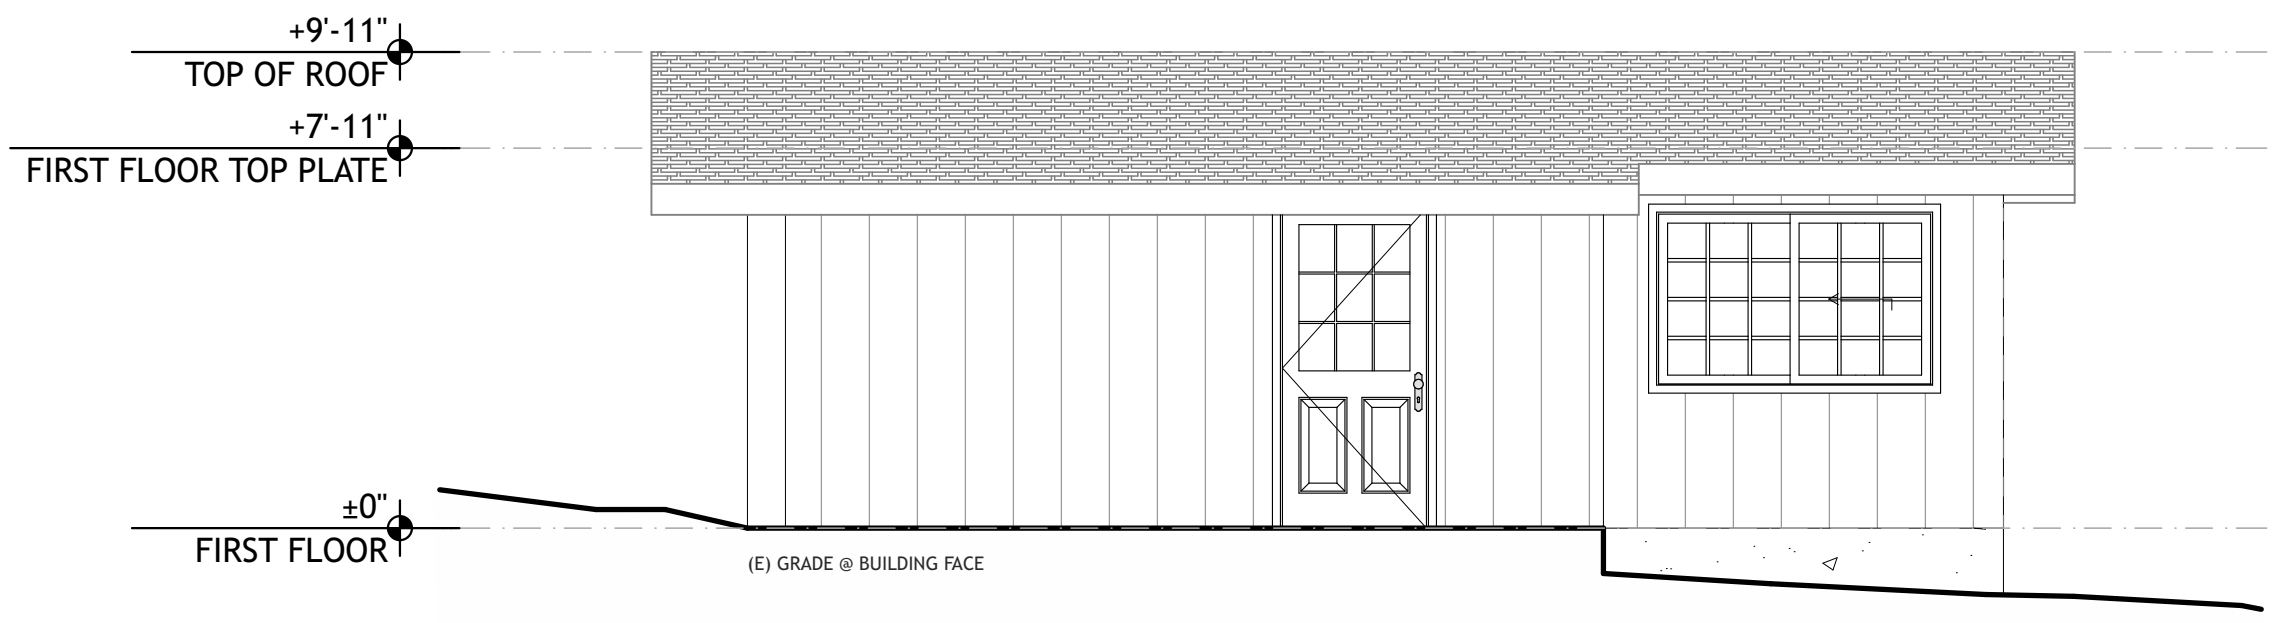 +9'-11"
TOP OF ROOF
+7'-11"
FIRST FLOOR TOP PLATE
±0"
FIRST FLOOR
(E) GRADE @ BUILDING FACE